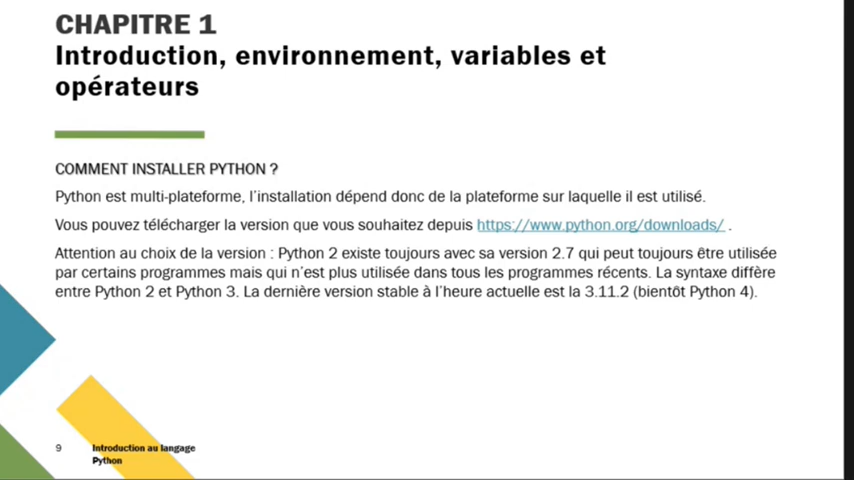 CHAPITRE 1
Introduction, environnement, variables et
opérateurs
COMMENT INSTALLER PYTHON ?
Python est multi-plateforme, l'installation dépend donc de la plateforme sur laquelle il est utilisé.
Vous pouvez télécharger la version que vous souhaitez depuis https://www.python.org/downloads/ .
Attention au choix de la version : Python 2 existe toujours avec sa version 2.7 qui peut toujours être utilisée
par certains programmes mais qui n'est plus utilisée dans tous les programmes récents. La syntaxe diffère
entre Python 2 et Python 3. La dernière version stable à l'heure actuelle est la 3.11.2 (bientôt Python 4).
9
Introduction au langage
Python